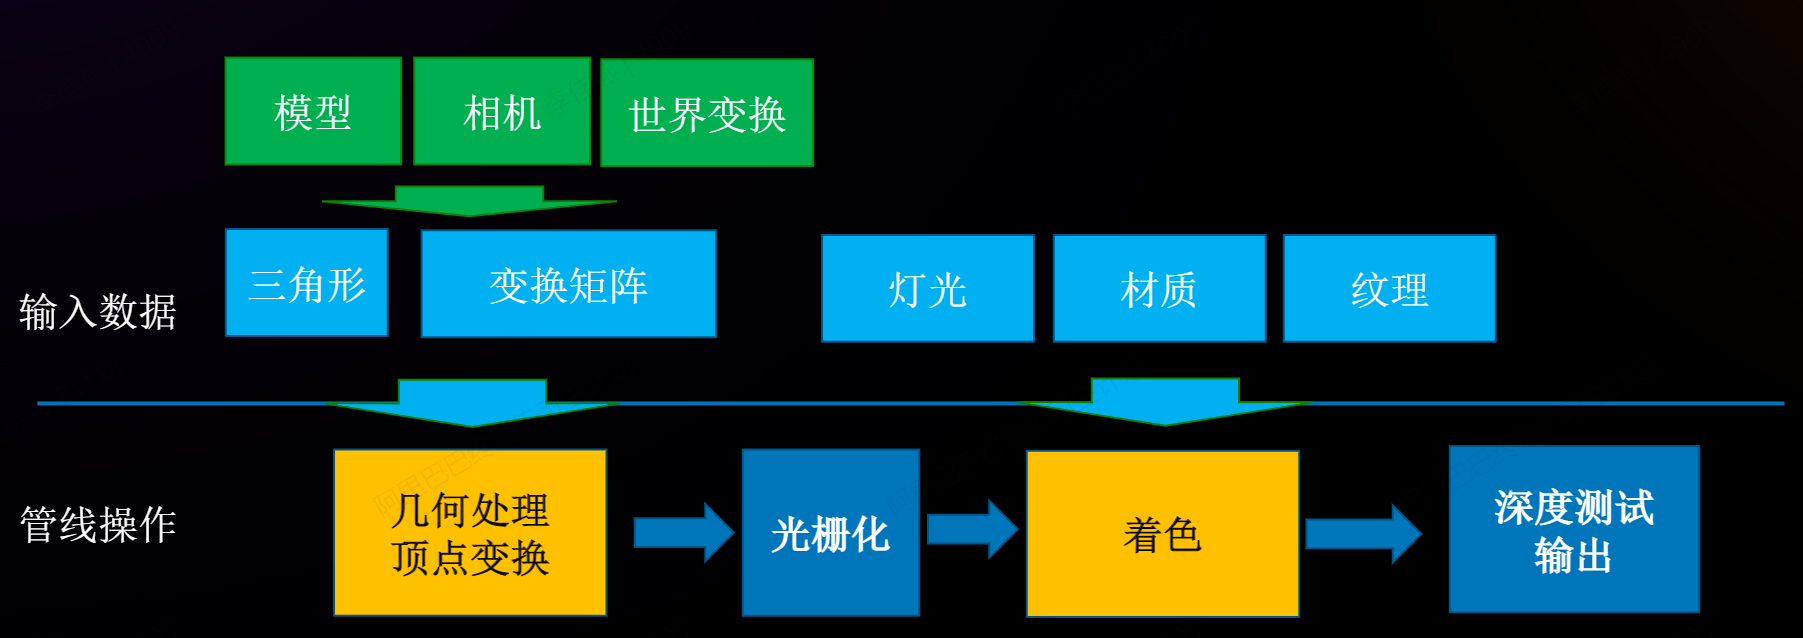 模型
相机
世界变换
三角形
变换矩阵
灯光
材质
纹理
输入数据
几何处理
顶点变换
光栅化
着色
深度测试
输出
管线操作